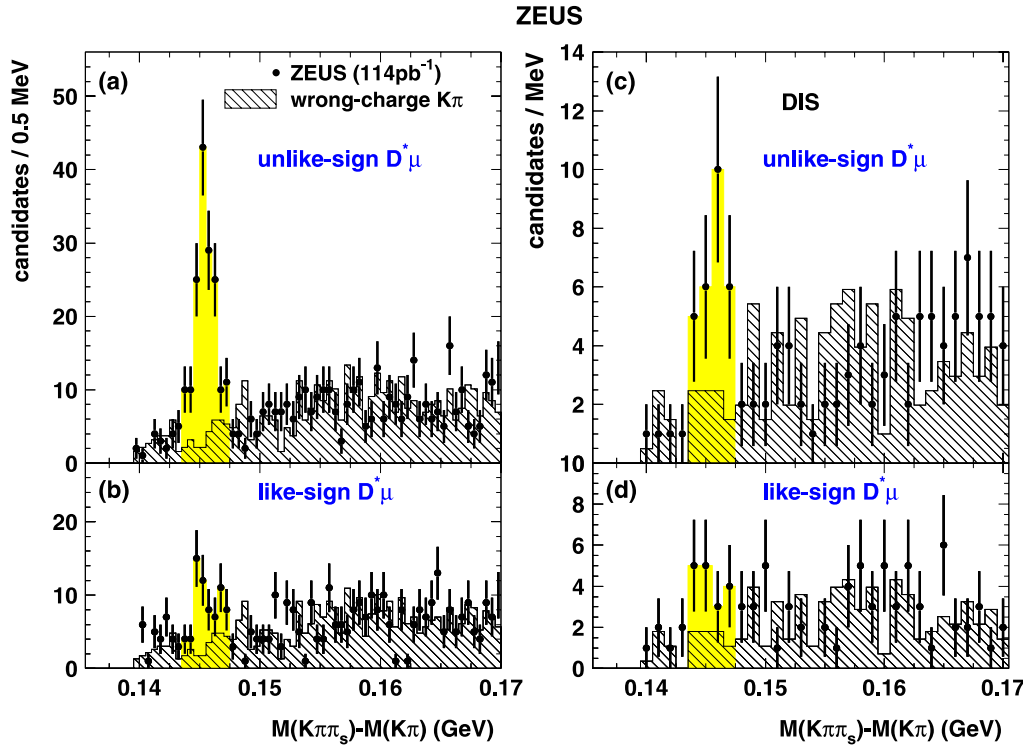 ZEUS
(a)
ZEUS (114pb⁻¹)
wrong-charge Kπ
unlike-sign D*μ
candidates / 0.5 MeV
50
40
30
20
10
0
(b)
like-sign D*μ
20
10
0
0.14 0.15 0.16 0.17
M(Kππₛ)-M(Kπ) (GeV)
(c)
DIS
unlike-sign D*μ
candidates / MeV
14
12
10
8
6
4
2
0
(d)
like-sign D*μ
10
8
6
4
2
0
0.14 0.15 0.16 0.17
M(Kππₛ)-M(Kπ) (GeV)